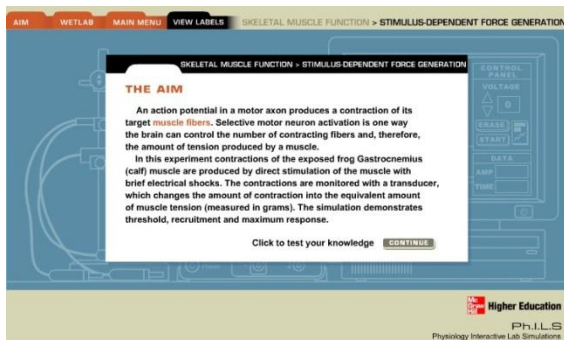 AIM WETLAB MAIN MENU VIEW LABELS SKELETAL MUSCLE FUNCTION > STIMULUS-DEPENDENT FORCE GENERATION
SKELETAL MUSCLE FUNCTION > STIMULUS-DEPENDENT FORCE GENERATION
THE AIM
An action potential in a motor axon produces a contraction of its
target muscle fibers. Selective motor neuron activation is one way
the brain can control the number of contracting fibers and, therefore,
the amount of tension produced by a muscle.
In this experiment contractions of the exposed frog Gastrocnemius
(calf) muscle are produced by direct stimulation of the muscle with
brief electrical shocks. The contractions are monitored with a transducer,
which changes the amount of contraction into the equivalent amount
of muscle tension (measured in grams). The simulation demonstrates
threshold, recruitment and maximum response.
Click to test your knowledge CONTINUE
CONTROL
PANEL
VOLTAGE
0
ERASE
START
DATA
AMP
TIME
Mc
Graw
Hill
Higher Education
Ph.I.L.S
Physiology Interactive Lab Simulations